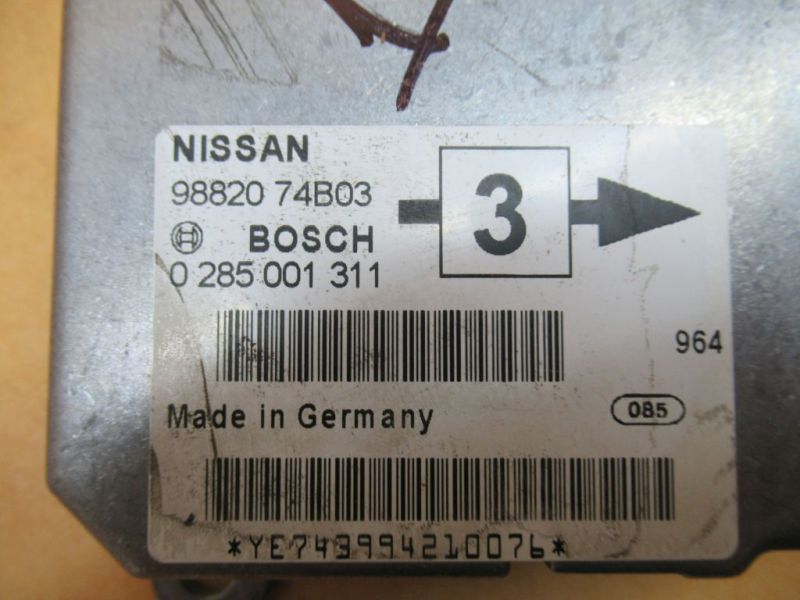 NISSAN
98820 74B03
BOSCH
0 285 001 311
3
964
Made in Germany
085
*YE743994210076*